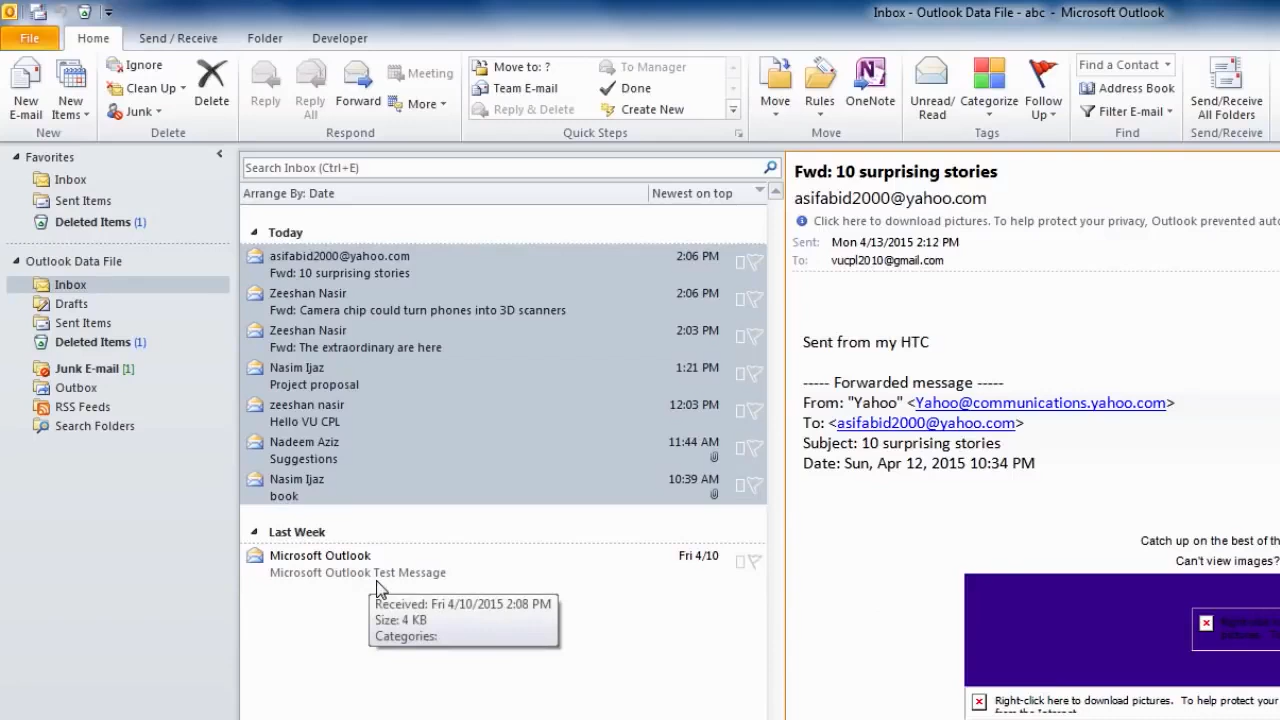 Inbox - Outlook Data File - abc - Microsoft Outlook
File Home Send / Receive Folder Developer
Ignore
Clean Up
Junk
New E-mail
New Items
Delete
Reply
Reply All
Forward
Meeting
More
Move to: ?
Team E-mail
Reply & Delete
To Manager
Done
Create New
Move
Rules
OneNote
Unread/ Read
Categorize
Follow Up
Find a Contact
Address Book
Filter E-mail
Send/Receive All Folders
New Delete Respond Quick Steps Move Tags Find Send/Receive
Favorites
Inbox
Sent Items
Deleted Items (1)
Outlook Data File
Inbox
Drafts
Sent Items
Deleted Items (1)
Junk E-mail [1]
Outbox
RSS Feeds
Search Folders
Search Inbox (Ctrl+E)
Arrange By: Date Newest on top
Today
asifabid2000@yahoo.com 2:06 PM
Fwd: 10 surprising stories
Zeeshan Nasir 2:06 PM
Fwd: Camera chip could turn phones into 3D scanners
Zeeshan Nasir 2:03 PM
Fwd: The extraordinary are here
Nasim Ijaz 1:21 PM
Project proposal
zeeshan nasir 12:03 PM
Hello VU CPL
Nadeem Aziz 11:44 AM
Suggestions
Nasim Ijaz 10:39 AM
book
Last Week
Microsoft Outlook Fri 4/10
Microsoft Outlook Test Message
Received: Fri 4/10/2015 2:08 PM
Size: 4 KB
Categories:
Fwd: 10 surprising stories
asifabid2000@yahoo.com
Click here to download pictures. To help protect your privacy, Outlook prevented auto
Sent: Mon 4/13/2015 2:12 PM
To: vucpl2010@gmail.com
Sent from my HTC
----- Forwarded message -----
From: "Yahoo" <Yahoo@communications.yahoo.com>
To: <asifabid2000@yahoo.com>
Subject: 10 surprising stories
Date: Sun, Apr 12, 2015 10:34 PM
Catch up on the best of th
Can't view images?
Right-click here to download pictures. To help protect your
from the Internet.